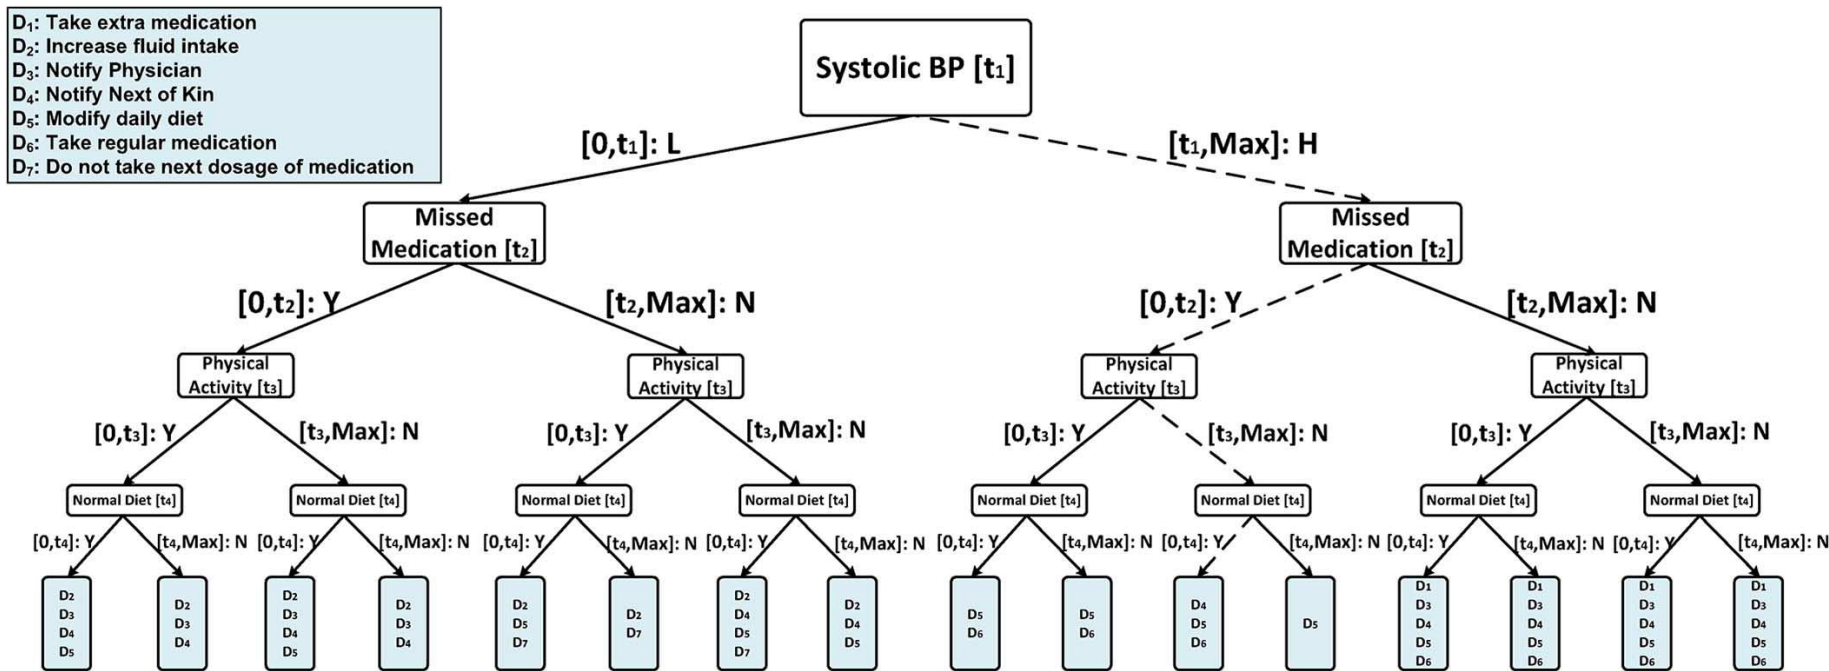 D₁: Take extra medication
D₂: Increase fluid intake
D₃: Notify Physician
D₄: Notify Next of Kin
D₅: Modify daily diet
D₆: Take regular medication
D₇: Do not take next dosage of medication
Systolic BP [t₁]
[0,t₁]: L
[t₁,Max]: H
Missed
Medication [t₂]
Missed
Medication [t₂]
[0,t₂]: Y
[t₂,Max]: N
[0,t₂]: Y
[t₂,Max]: N
Physical
Activity [t₃]
Physical
Activity [t₃]
Physical
Activity [t₃]
Physical
Activity [t₃]
[0,t₃]: Y
[t₃,Max]: N
[0,t₃]: Y
[t₃,Max]: N
[0,t₃]: Y
[t₃,Max]: N
[0,t₃]: Y
[t₃,Max]: N
Normal Diet [t₄]
Normal Diet [t₄]
Normal Diet [t₄]
Normal Diet [t₄]
Normal Diet [t₄]
Normal Diet [t₄]
Normal Diet [t₄]
Normal Diet [t₄]
[0,t₄]: Y
[t₄,Max]: N
[0,t₄]: Y
[t₄,Max]: N
[0,t₄]: Y
[t₄,Max]: N
[0,t₄]: Y
[t₄,Max]: N
[0,t₄]: Y
[t₄,Max]: N
[0,t₄]: Y
[t₄,Max]: N
[0,t₄]: Y
[t₄,Max]: N
[0,t₄]: Y
[t₄,Max]: N
D₂
D₃
D₄
D₅
D₂
D₃
D₄
D₂
D₃
D₄
D₅
D₂
D₃
D₄
D₂
D₅
D₇
D₂
D₇
D₂
D₄
D₅
D₇
D₂
D₄
D₅
D₅
D₆
D₅
D₆
D₄
D₅
D₆
D₅
D₁
D₃
D₄
D₅
D₆
D₁
D₃
D₄
D₅
D₆
D₁
D₃
D₄
D₅
D₆
D₁
D₃
D₄
D₅
D₆